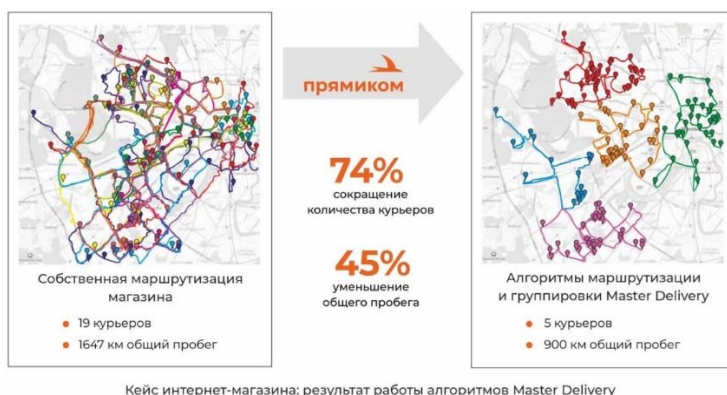 прямиком
74%
сокращение
количества курьеров
45%
уменьшение
общего пробега
Собственная маршрутизация
магазина
19 курьеров
1647 км общий пробег
Алгоритмы маршрутизации
и группировки Master Delivery
5 курьеров
900 км общий пробег
Кейс интернет-магазина: результат работы алгоритмов Master Delivery